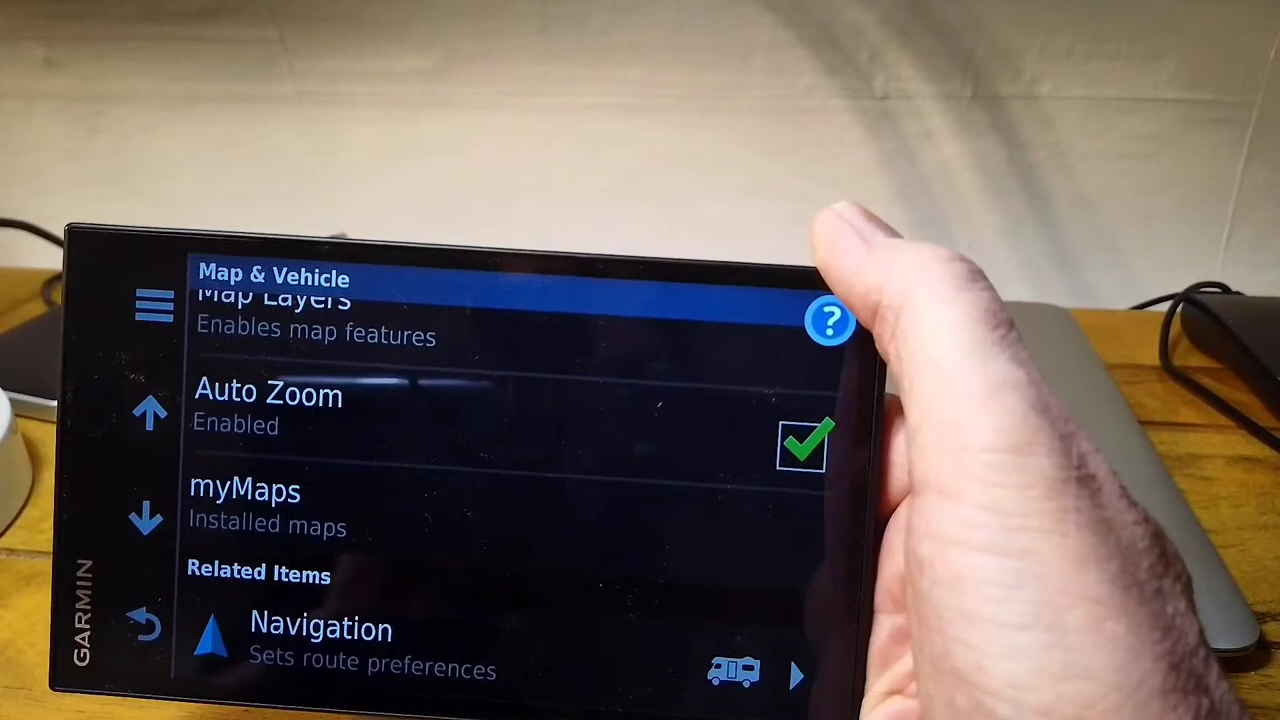 Map & Vehicle
Map Layers
Enables map features
?
Auto Zoom
Enabled
myMaps
Installed maps
Related Items
Navigation
Sets route preferences
GARMIN